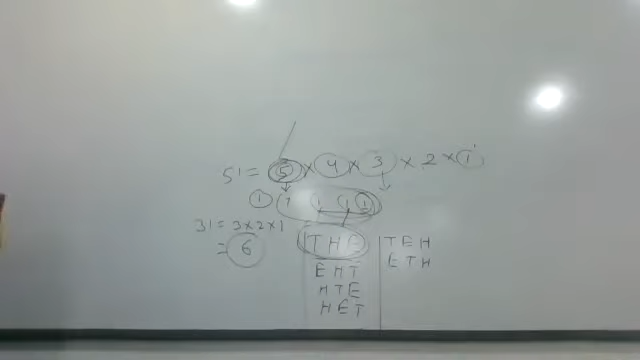 5! = 5 × 4 × 3 × 2 × 1
3! = 3 × 2 × 1
= 6
THE
EHT
HTE
HET
TEH
ETH